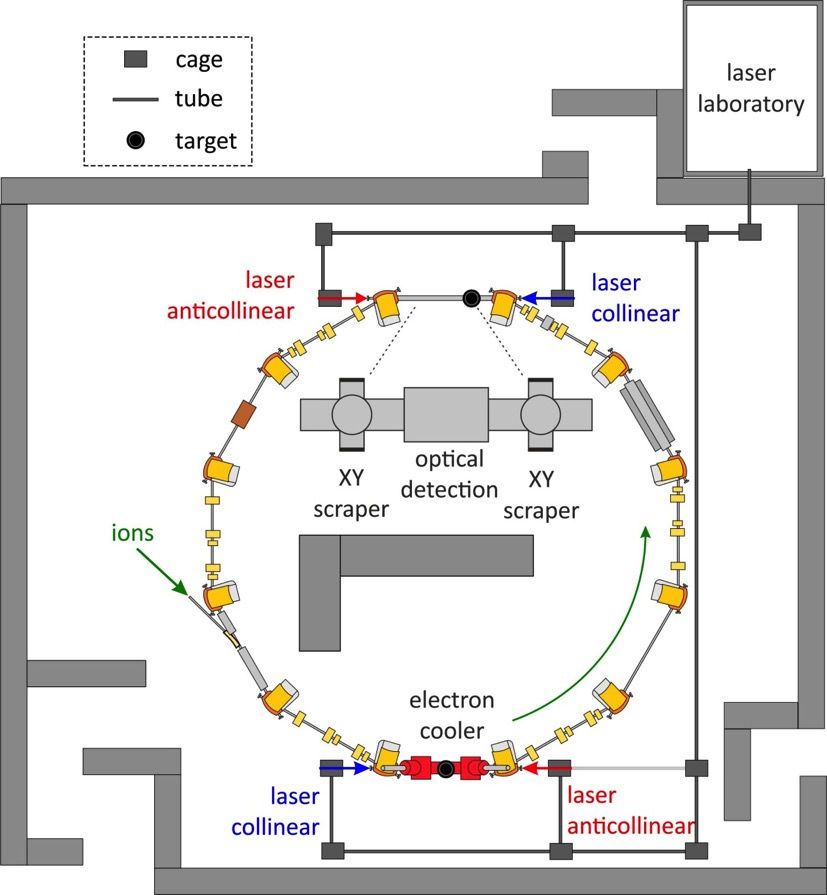 cage
tube
target
laser
laboratory
laser
anticollinear
laser
collinear
optical
detection
XY
scraper
XY
scraper
ions
electron
cooler
laser
collinear
laser
anticollinear